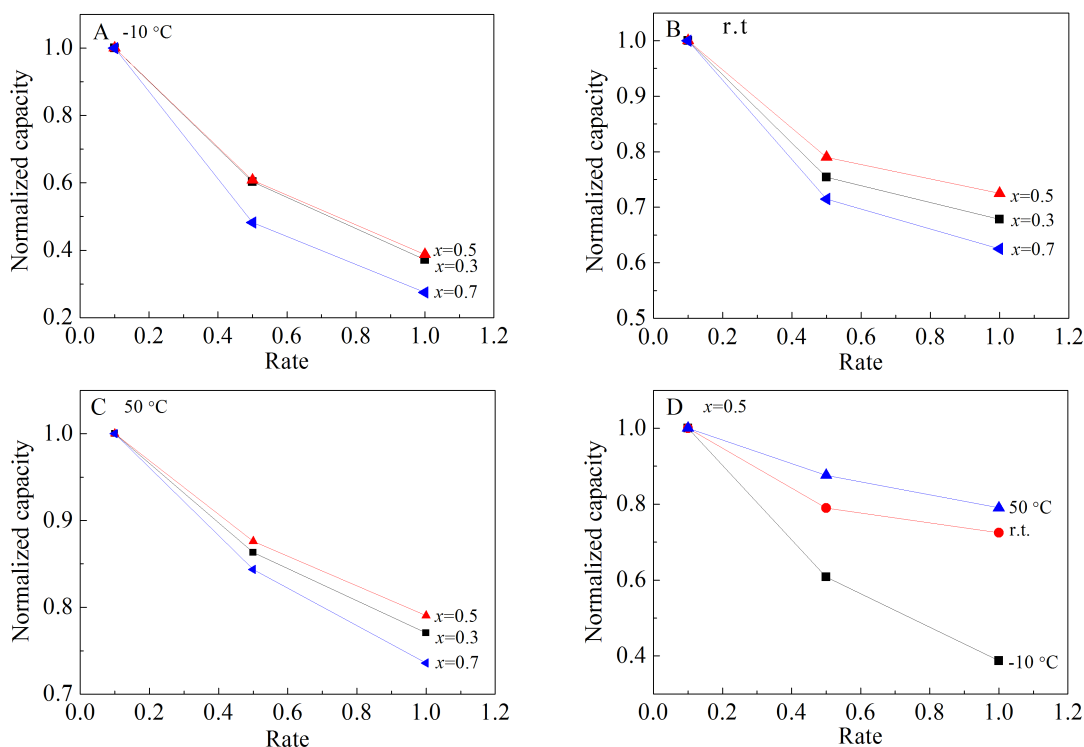 A -10 °C
Normalized capacity
1.0
0.8
0.6
0.4
0.2
x=0.5
x=0.3
x=0.7
0.0 0.2 0.4 0.6 0.8 1.0 1.2
Rate
B r.t
Normalized capacity
1.0
0.9
0.8
0.7
0.6
0.5
x=0.5
x=0.3
x=0.7
0.0 0.2 0.4 0.6 0.8 1.0 1.2
Rate
C 50 °C
Normalized capacity
1.0
0.9
0.8
0.7
x=0.5
x=0.3
x=0.7
0.0 0.2 0.4 0.6 0.8 1.0 1.2
Rate
D x=0.5
Normalized capacity
1.0
0.8
0.6
0.4
50 °C
r.t.
-10 °C
0.0 0.2 0.4 0.6 0.8 1.0 1.2
Rate